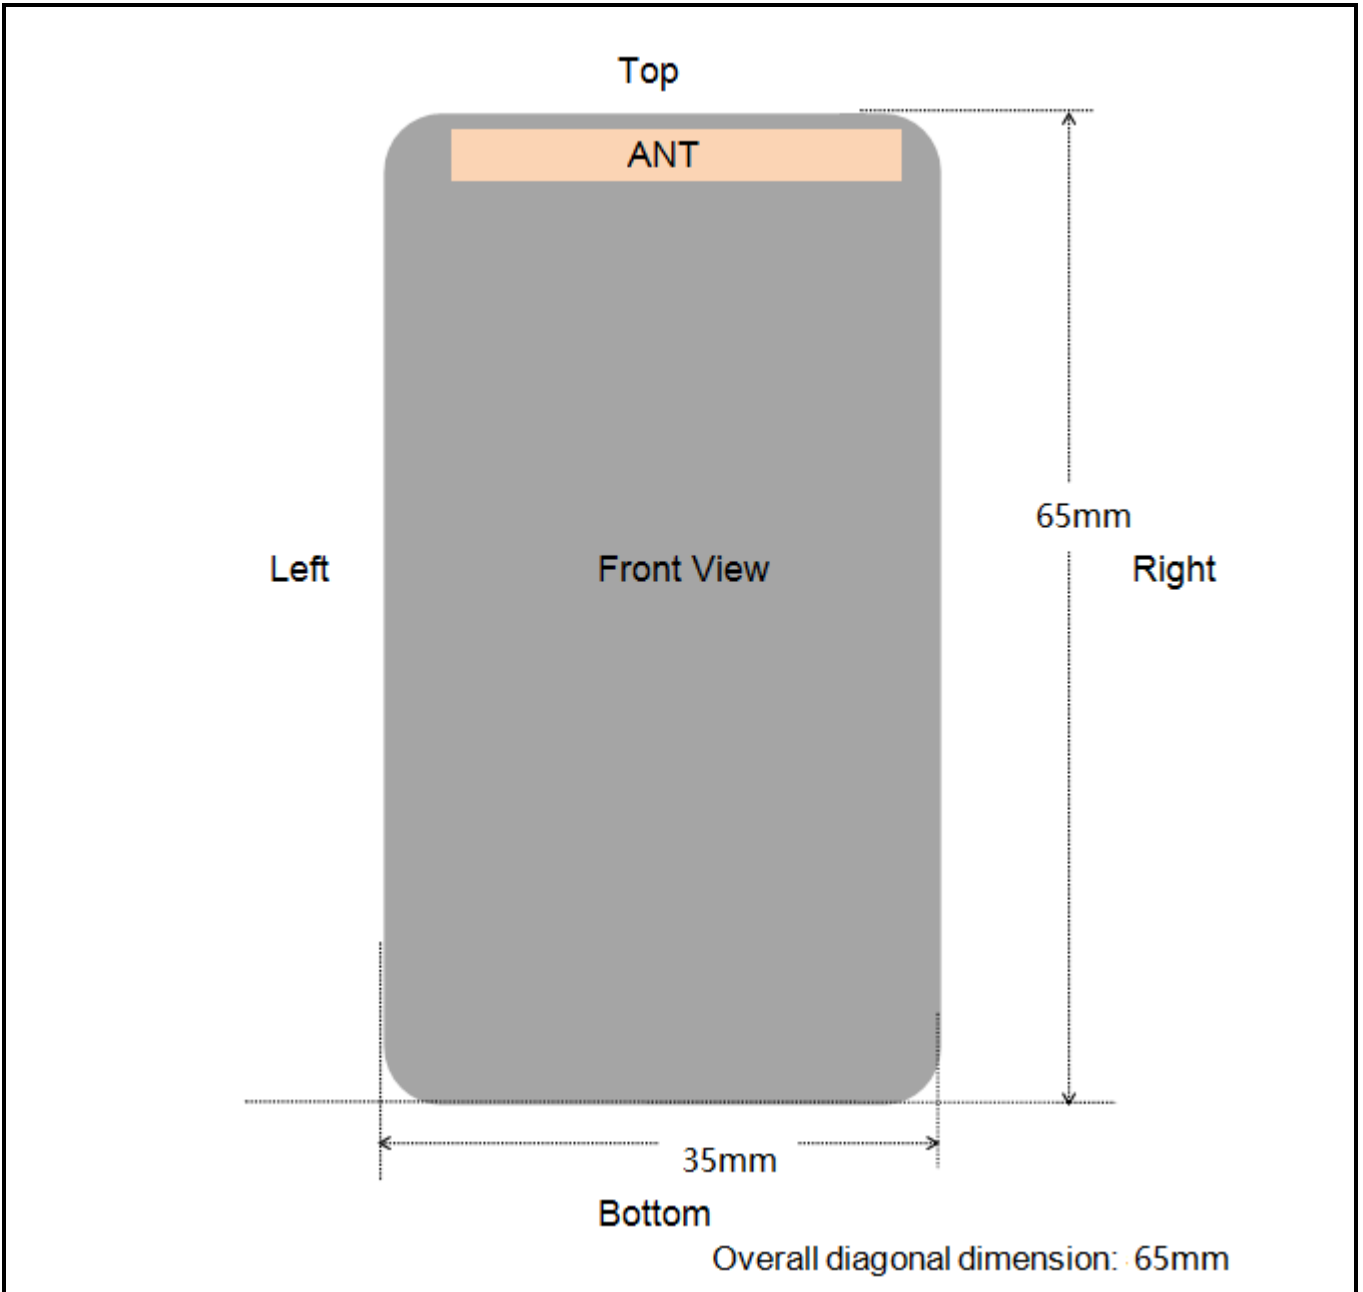 Top
ANT
65mm
Left
Front View
Right
35mm
Bottom
Overall diagonal dimension: 65mm